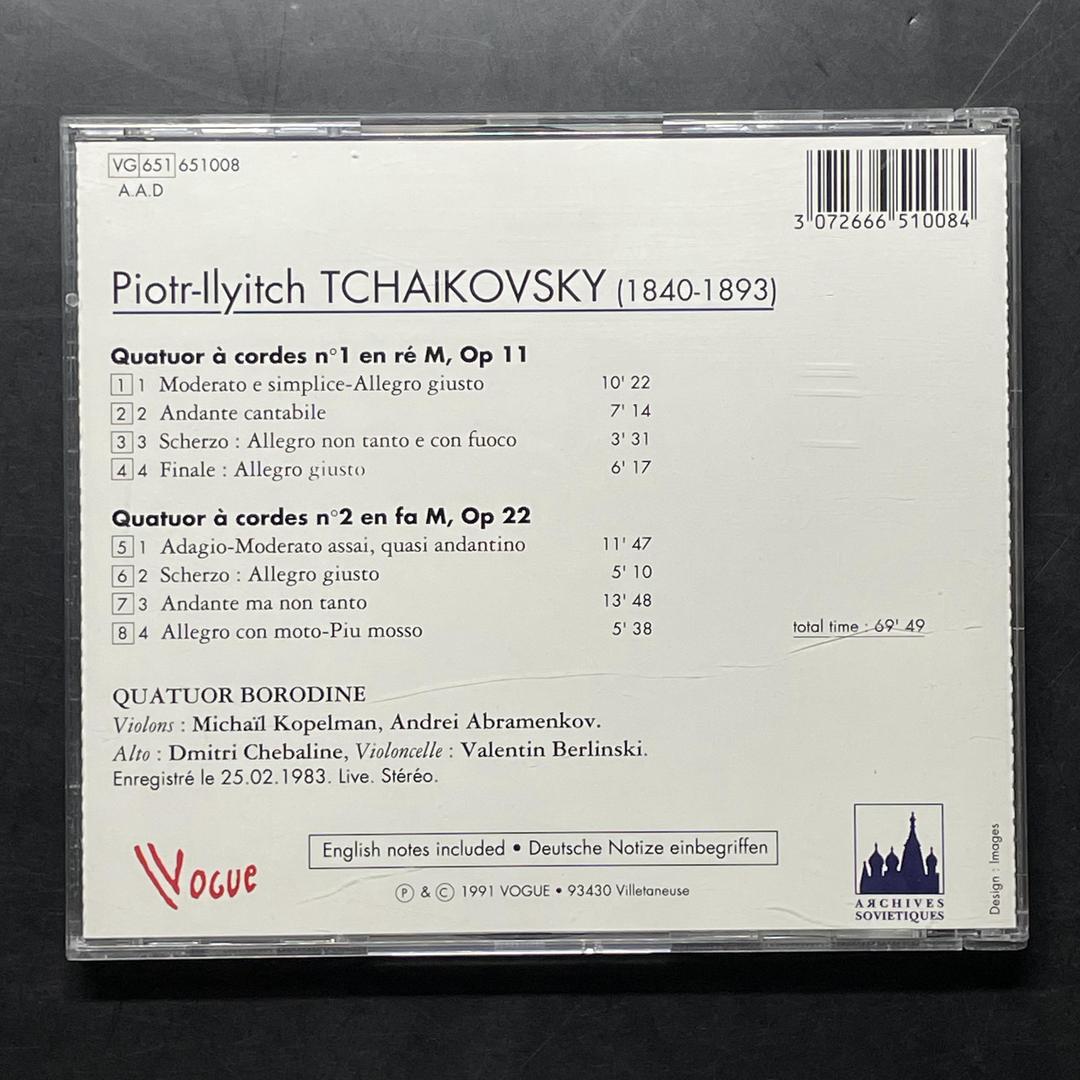 VG 651 651008
A.A.D
3 072666 510084
Piotr-Ilyitch TCHAIKOVSKY (1840-1893)
Quatuor à cordes n°1 en ré M, Op 11
1 1 Moderato e simplice-Allegro giusto 10' 22
2 2 Andante cantabile 7' 14
3 3 Scherzo : Allegro non tanto e con fuoco 3' 31
4 4 Finale : Allegro giusto 6' 17
Quatuor à cordes n°2 en fa M, Op 22
5 1 Adagio-Moderato assai, quasi andantino 11' 47
6 2 Scherzo : Allegro giusto 5' 10
7 3 Andante ma non tanto 13' 48
8 4 Allegro con moto-Piu mosso 5' 38
total time : 69' 49
QUATUOR BORODINE
Violons : Michaïl Kopelman, Andrei Abramenkov.
Alto : Dmitri Chebaline, Violoncelle : Valentin Berlinski.
Enregistré le 25.02.1983. Live. Stéréo.
VOGUE
English notes included • Deutsche Notize einbegriffen
Ⓟ & © 1991 VOGUE • 93430 Villetaneuse
AЯCHIVES
SOVIETIQUES
Design : Images